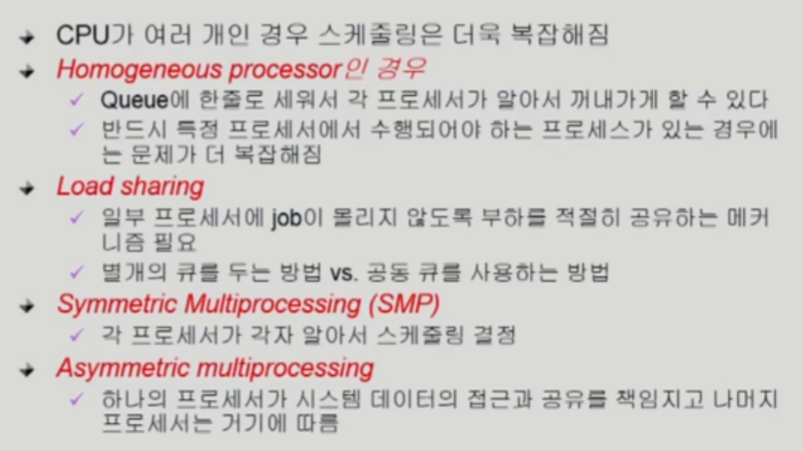 CPU가 여러 개인 경우 스케줄링은 더욱 복잡해짐
Homogeneous processor인 경우
Queue에 한줄로 세워서 각 프로세서가 알아서 꺼내가게 할 수 있다
반드시 특정 프로세서에서 수행되어야 하는 프로세스가 있는 경우에
는 문제가 더 복잡해짐
Load sharing
일부 프로세서에 job이 몰리지 않도록 부하를 적절히 공유하는 메커
니즘 필요
별개의 큐를 두는 방법 vs. 공동 큐를 사용하는 방법
Symmetric Multiprocessing (SMP)
각 프로세서가 각자 알아서 스케줄링 결정
Asymmetric multiprocessing
하나의 프로세서가 시스템 데이터의 접근과 공유를 책임지고 나머지
프로세서는 거기에 따름